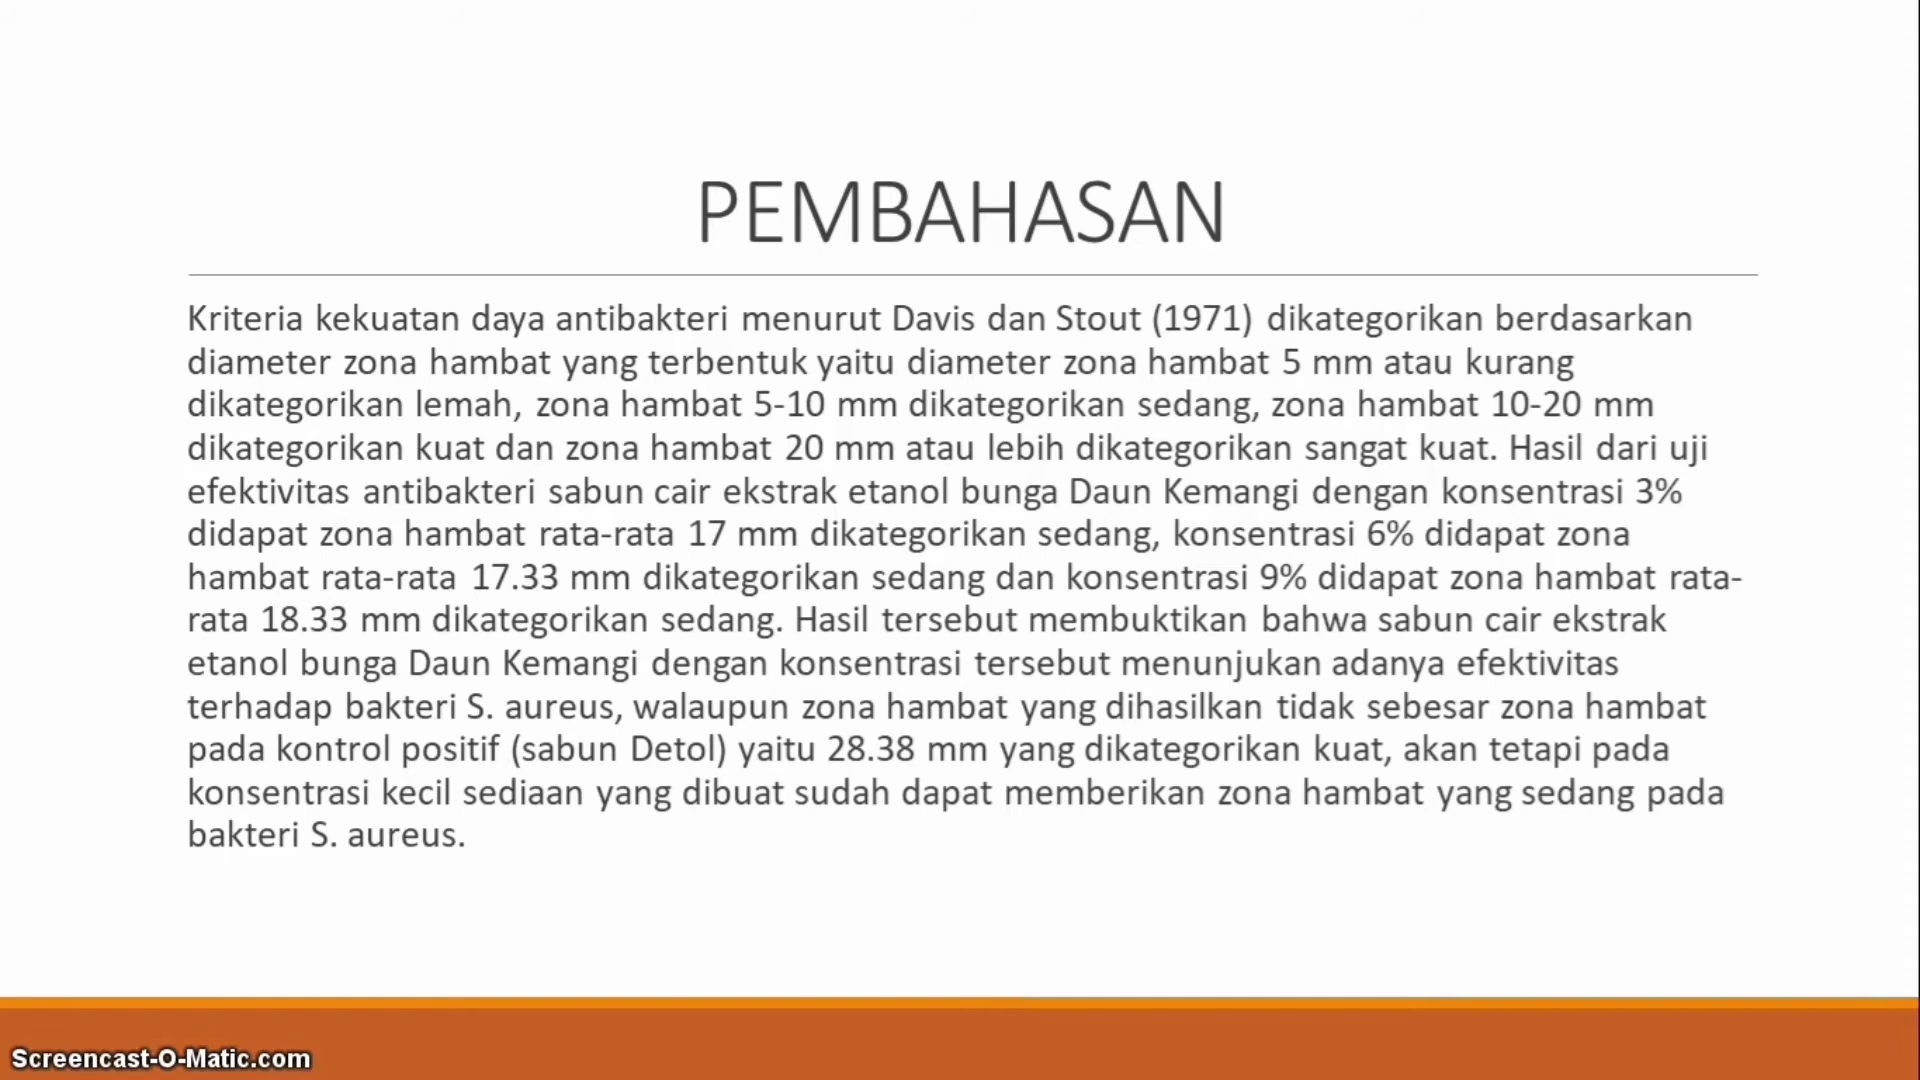 PEMBAHASAN
Kriteria kekuatan daya antibakteri menurut Davis dan Stout (1971) dikategorikan berdasarkan
diameter zona hambat yang terbentuk yaitu diameter zona hambat 5 mm atau kurang
dikategorikan lemah, zona hambat 5-10 mm dikategorikan sedang, zona hambat 10-20 mm
dikategorikan kuat dan zona hambat 20 mm atau lebih dikategorikan sangat kuat. Hasil dari uji
efektivitas antibakteri sabun cair ekstrak etanol bunga Daun Kemangi dengan konsentrasi 3%
didapat zona hambat rata-rata 17 mm dikategorikan sedang, konsentrasi 6% didapat zona
hambat rata-rata 17.33 mm dikategorikan sedang dan konsentrasi 9% didapat zona hambat rata-
rata 18.33 mm dikategorikan sedang. Hasil tersebut membuktikan bahwa sabun cair ekstrak
etanol bunga Daun Kemangi dengan konsentrasi tersebut menunjukan adanya efektivitas
terhadap bakteri S. aureus, walaupun zona hambat yang dihasilkan tidak sebesar zona hambat
pada kontrol positif (sabun Detol) yaitu 28.38 mm yang dikategorikan kuat, akan tetapi pada
konsentrasi kecil sediaan yang dibuat sudah dapat memberikan zona hambat yang sedang pada
bakteri S. aureus.
Screencast-O-Matic.com